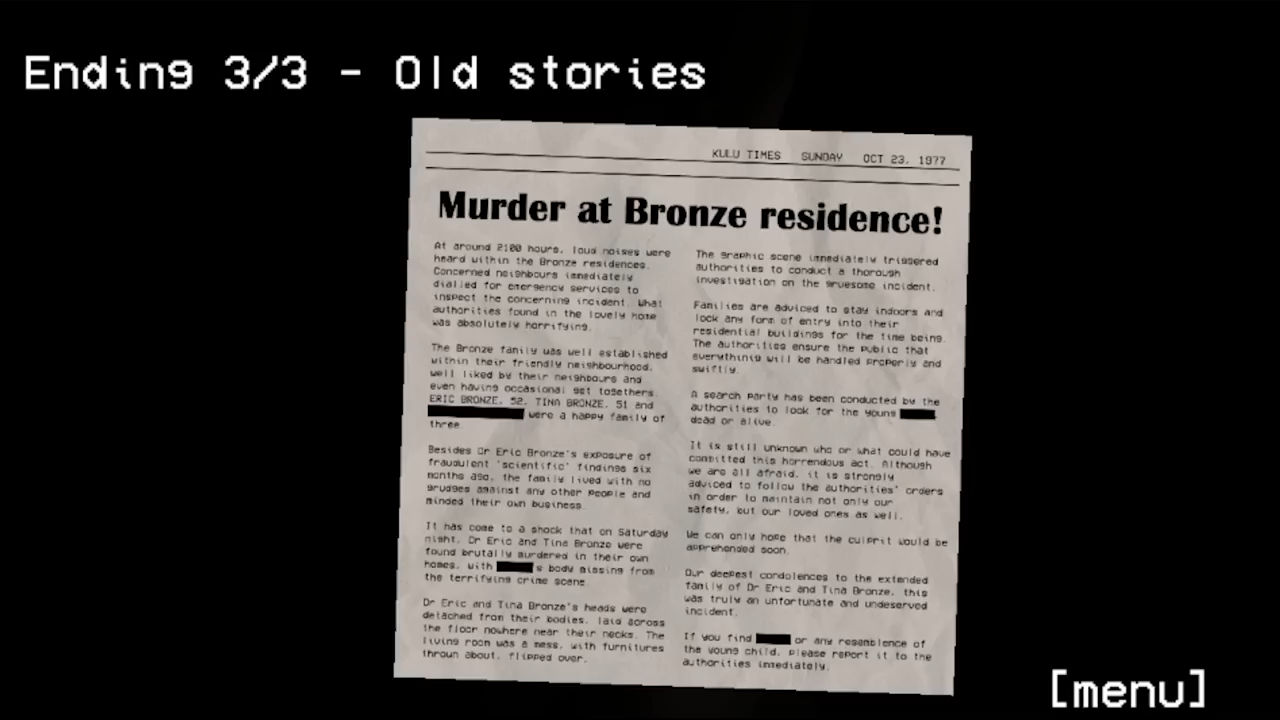 Ending 3/3 - Old stories
KULU TIMES SUNDAY OCT 23, 1977
Murder at Bronze residence!
At around 2100 hours, loud noises were
heard within the Bronze residences.
Concerned neighbours immediately
dialled for emergency services to
inspect the concerning incident. What
authorities found in the lovely home
was absolutely horrifying.
The Bronze family was well established
within their friendly neighbourhood,
well liked by their neighbours and
even having occasional get togethers.
ERIC BRONZE, 52, TINA BRONZE, 51 and
were a happy family of
three.
Besides Dr Eric Bronze's exposure of
fraudulent 'scientific' findings six
months ago, the family lived with no
grudges against any other people and
minded their own business.
It has come to a shock that on Saturday
night, Dr Eric and Tina Bronze were
found brutally murdered in their own
homes, with 's body missing from
the terrifying crime scene.
Dr Eric and Tina Bronze's heads were
detached from their bodies, laid across
the floor nowhere near their necks. The
living room was a mess, with furnitures
thrown about, flipped over.
The graphic scene immediately triggered
authorities to conduct a thorough
investigation on the gruesome incident.
Families are adviced to stay indoors and
lock any form of entry into their
residential buildings for the time being.
The authorities ensure the public that
everything will be handled properly and
swiftly.
A search party has been conducted by the
authorities to look for the young
dead or alive.
It is still unknown who or what could have
committed this horrendous act. Although
we are all afraid, it is strongly
adviced to follow the authorities' orders
in order to maintain not only our
safety, but our loved ones as well.
We can only hope that the culprit would be
apprehended soon.
Our deepest condolences to the extended
family of Dr Eric and Tina Bronze, this
was truly an unfortunate and undeserved
incident.
If you find or any resemblence of
the young child, please report it to the
authorities immediately.
[menu]